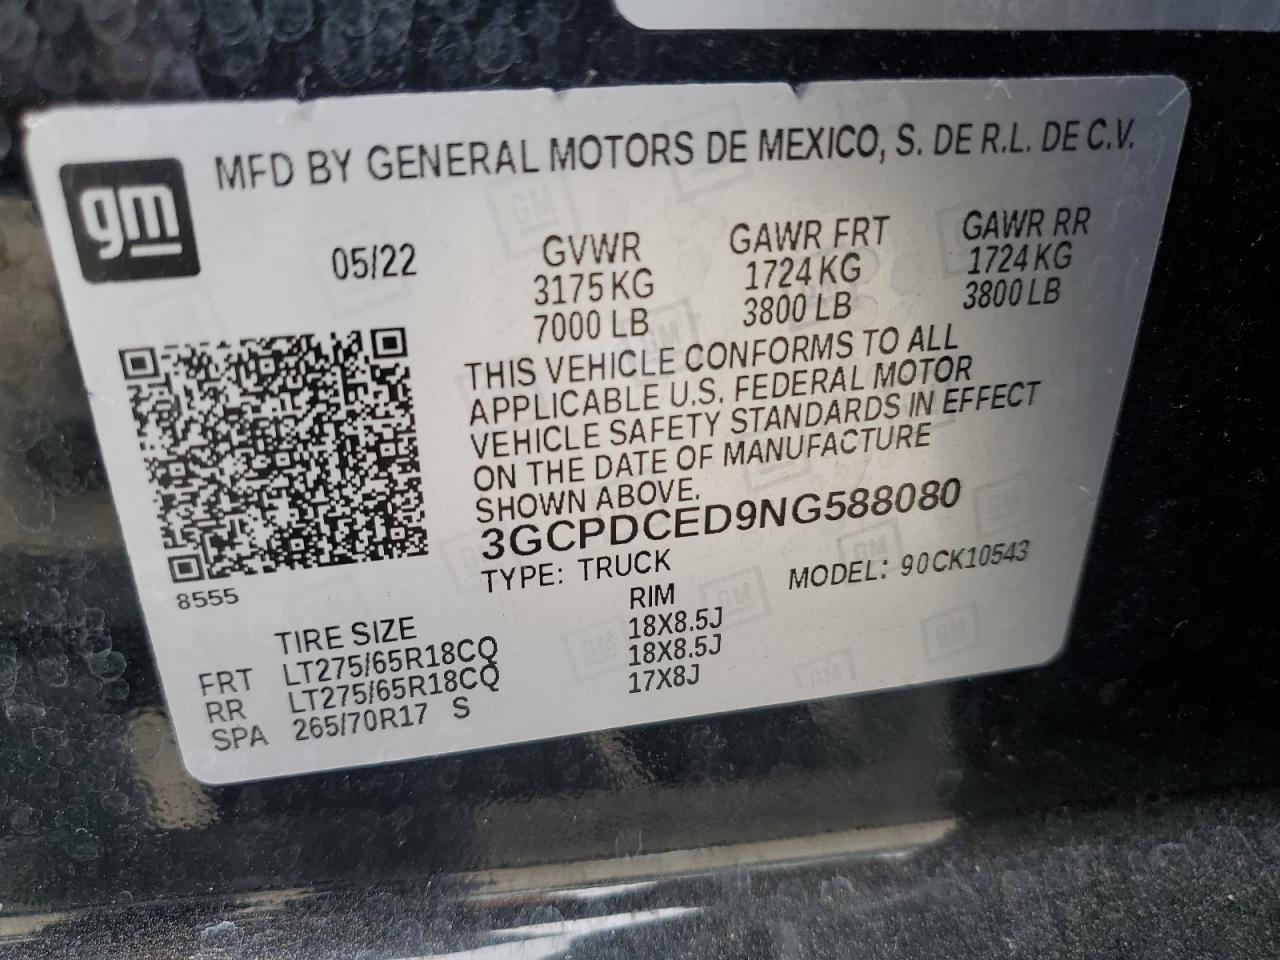 gm
MFD BY GENERAL MOTORS DE MEXICO, S. DE R.L. DE C.V.
05/22
GVWR GAWR FRT GAWR RR
3175 KG 1724 KG 1724 KG
7000 LB 3800 LB 3800 LB
THIS VEHICLE CONFORMS TO ALL
APPLICABLE U.S. FEDERAL MOTOR
VEHICLE SAFETY STANDARDS IN EFFECT
ON THE DATE OF MANUFACTURE
SHOWN ABOVE.
3GCPDCED9NG588080
TYPE: TRUCK MODEL: 90CK10543
8555
TIRE SIZE RIM
FRT LT275/65R18CQ 18X8.5J
RR LT275/65R18CQ 18X8.5J
SPA 265/70R17 S 17X8J